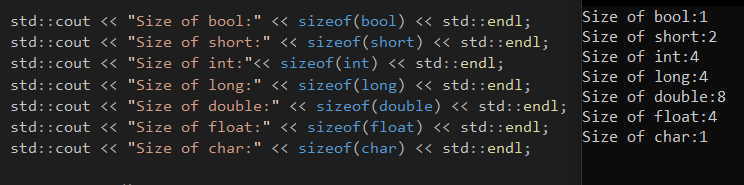 std::cout << "Size of bool:" << sizeof(bool) << std::endl;
std::cout << "Size of short:" << sizeof(short) << std::endl;
std::cout << "Size of int:"<< sizeof(int) << std::endl;
std::cout << "Size of long:" << sizeof(long) << std::endl;
std::cout << "Size of double:" << sizeof(double) << std::endl;
std::cout << "Size of float:" << sizeof(float) << std::endl;
std::cout << "Size of char:" << sizeof(char) << std::endl;
Size of bool:1
Size of short:2
Size of int:4
Size of long:4
Size of double:8
Size of float:4
Size of char:1